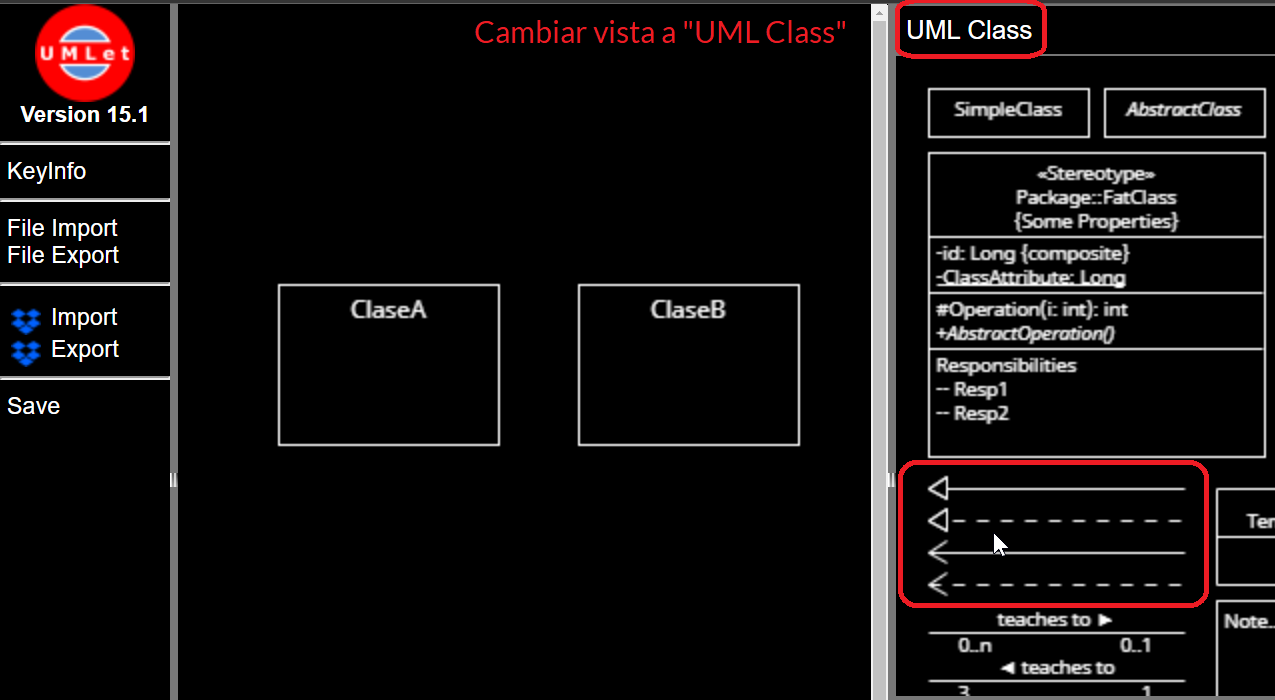 UMLet
Version 15.1
KeyInfo
File Import
File Export
Import
Export
Save
Cambiar vista a "UML Class"
ClaseA
ClaseB
UML Class
SimpleClass
AbstractClass
«Stereotype»
Package::FatClass
{Some Properties}
-id: Long {composite}
-ClassAttribute: Long
#Operation(i: int): int
+AbstractOperation()
Responsibilities
-- Resp1
-- Resp2
Ter
teaches to ►
0..n
0..1
◄ teaches to
3
1
Note..